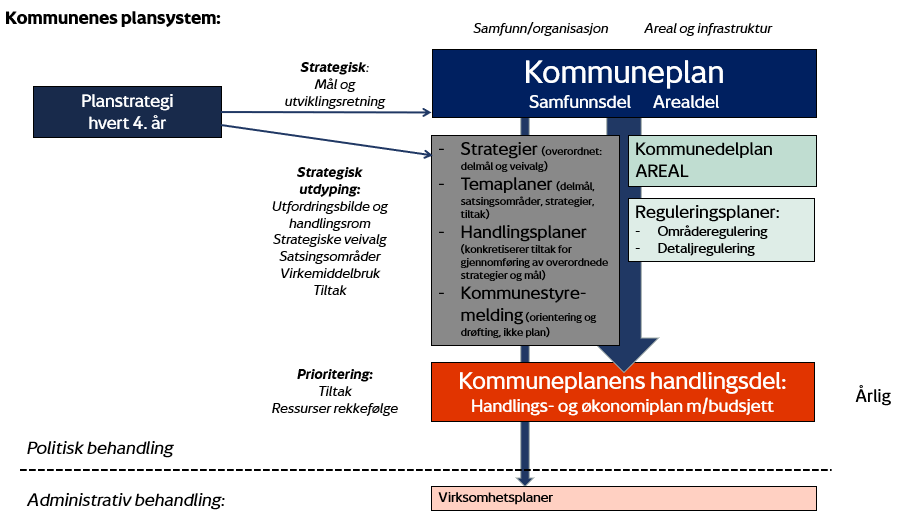 Kommunenes plansystem:
Samfunn/organisasjon
Areal og infrastruktur
Strategisk:
Mål og
utviklingsretning
Kommuneplan
Samfunnsdel Arealdel
Planstrategi
hvert 4. år
Strategisk
utdyping:
Utfordringsbilde og
handlingsrom
Strategiske veivalg
Satsingsområder
Virkemiddelbruk
Tiltak
- Strategier (overordnet:
delmål og veivalg)
- Temaplaner (delmål,
satsingsområder, strategier,
tiltak)
- Handlingsplaner
(konkretiserer tiltak for
gjennomføring av overordnede
strategier og mål)
- Kommunestyre-
melding (orientering og
drøfting, ikke plan)
Kommunedelplan
AREAL
Reguleringsplaner:
- Områderegulering
- Detaljregulering
Prioritering:
Tiltak
Ressurser rekkefølge
Kommuneplanens handlingsdel:
Handlings- og økonomiplan m/budsjett
Årlig
Politisk behandling
Administrativ behandling:
Virksomhetsplaner